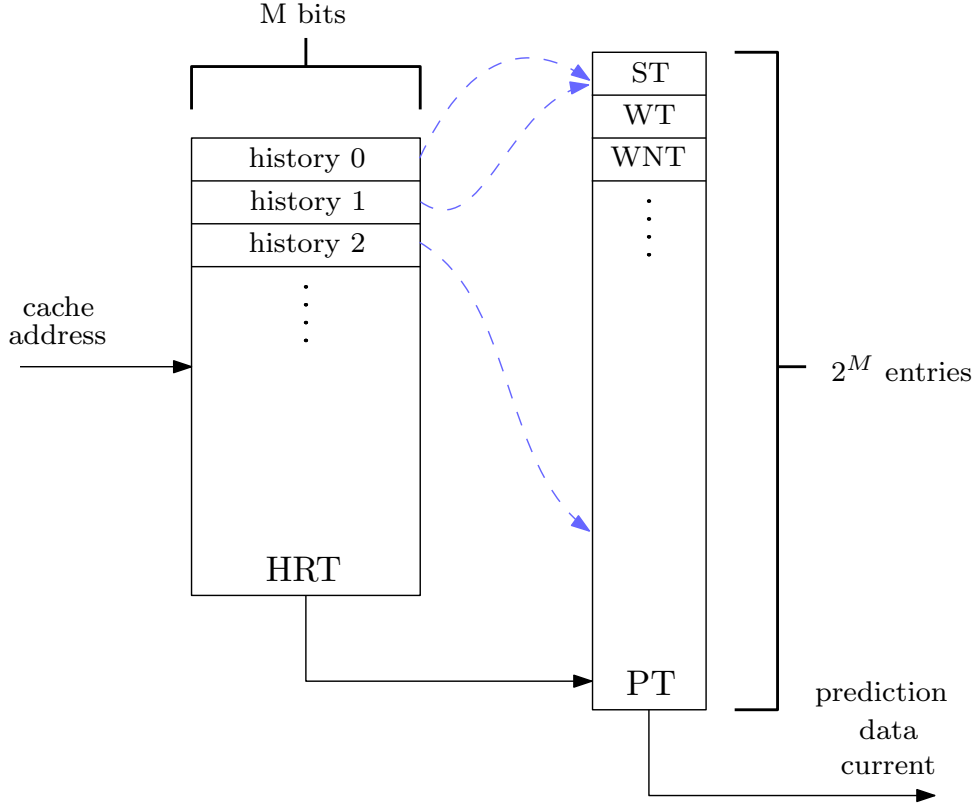 M bits
ST
WT
WNT
history 0
history 1
history 2
cache
address
2^M entries
HRT
PT
prediction
data
current